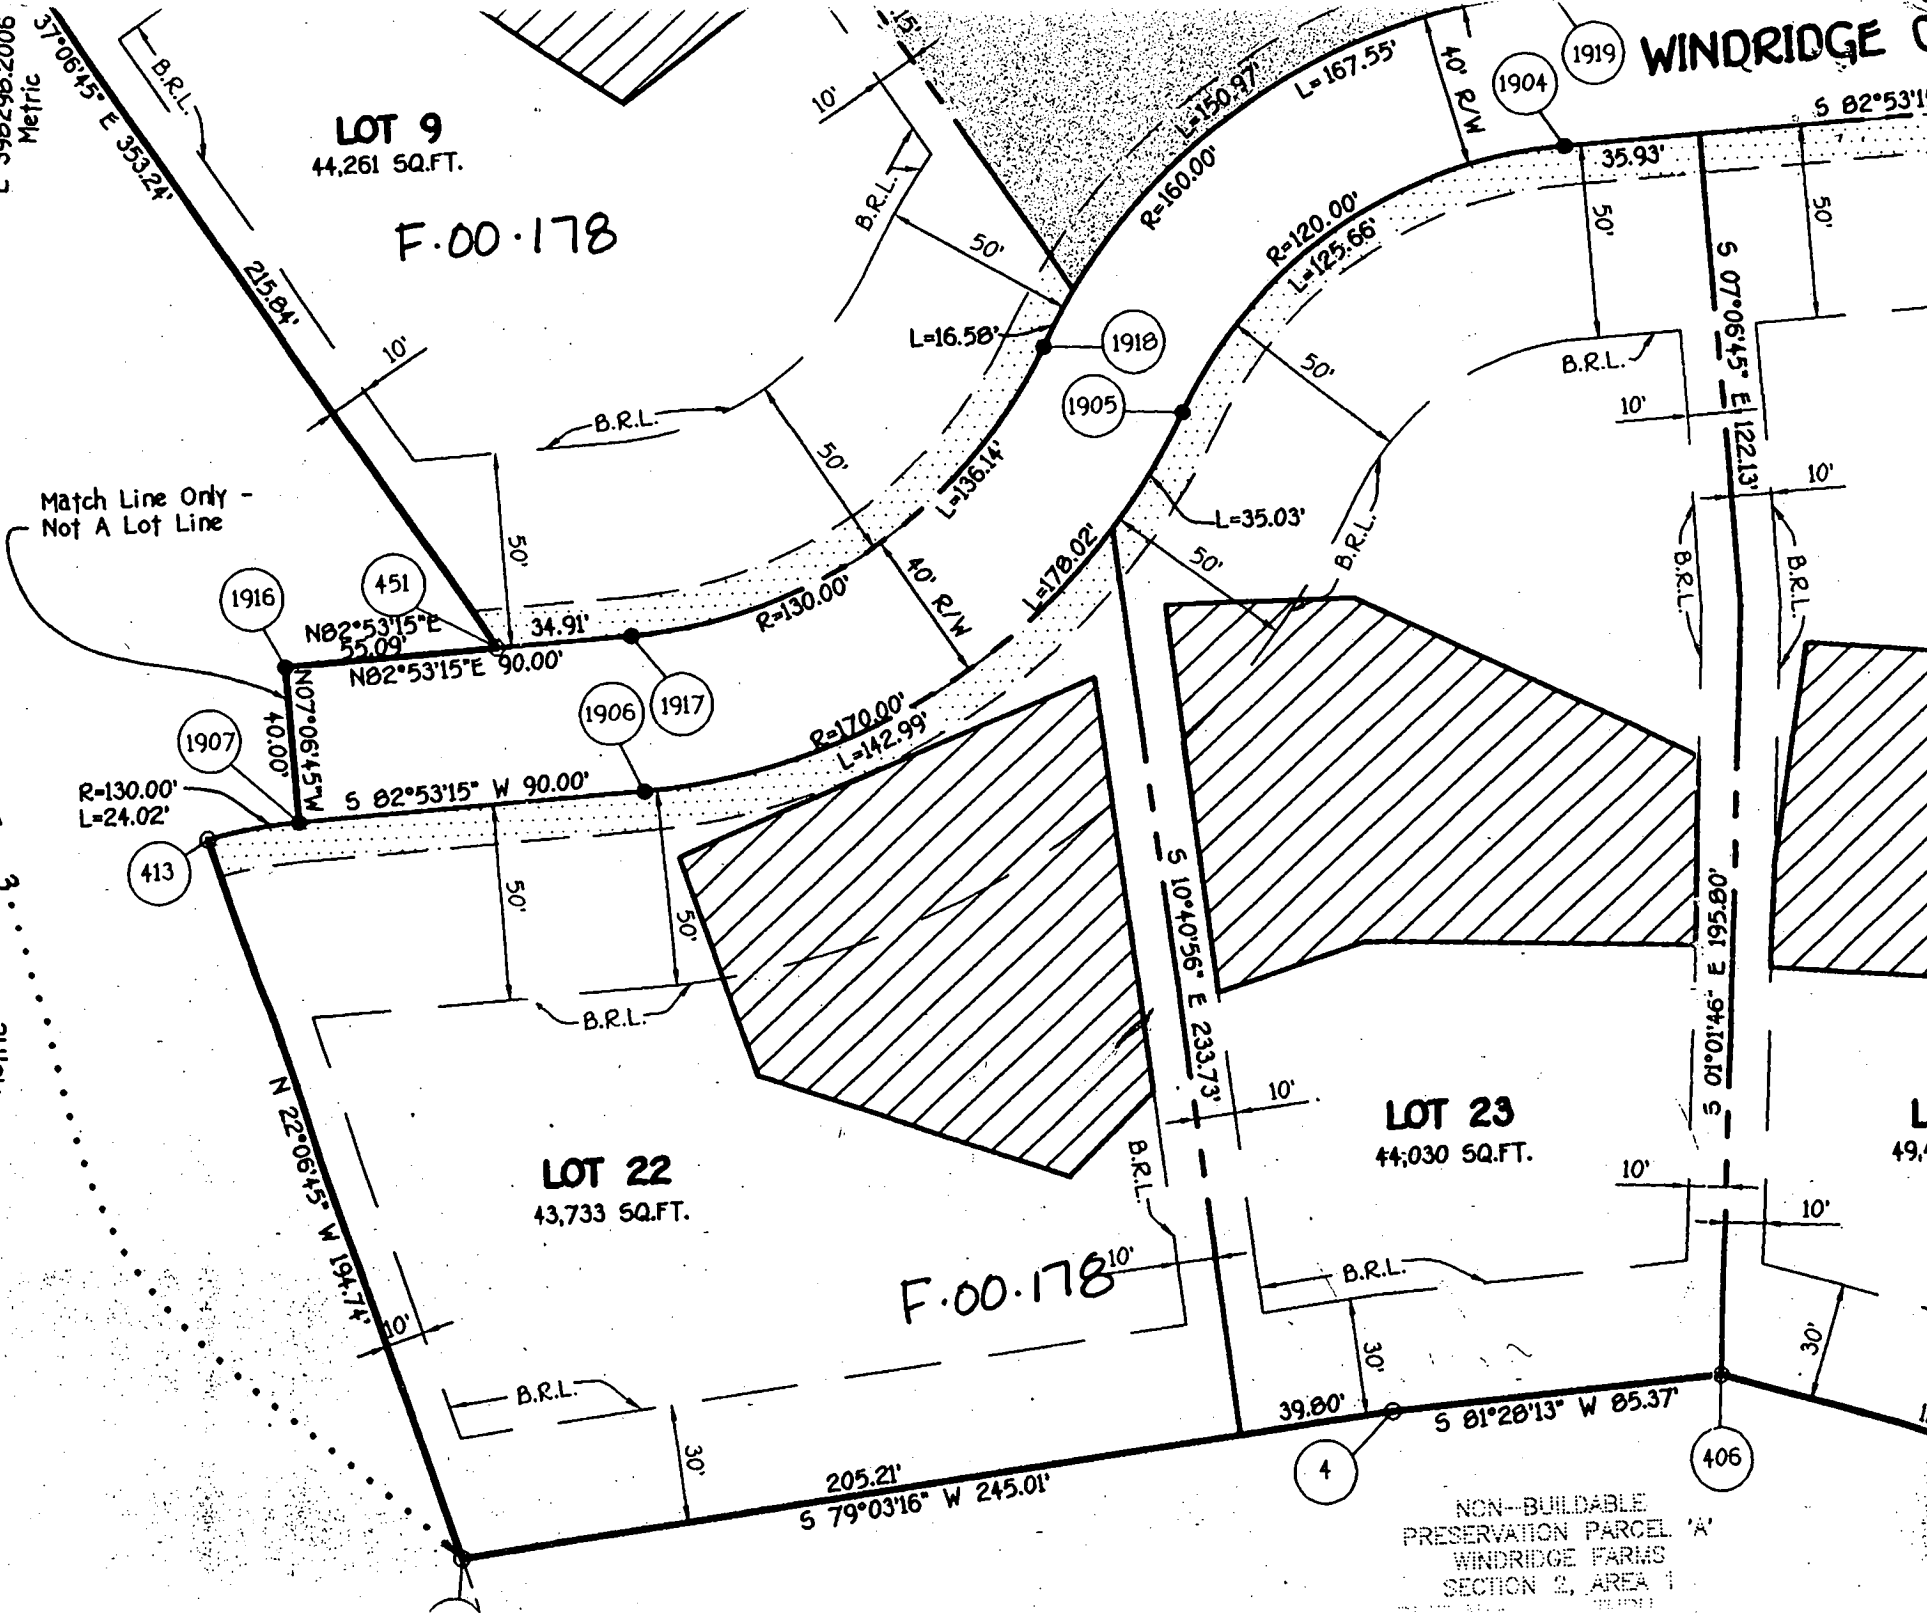 37°06'45" E 353.24'
Metric
B.R.L.
LOT 9
44,261 SQ.FT.
F·00·178
215.84'
10'
B.R.L.
50'
50'
15'
10'
B.R.L.
50'
L=150.97'
L=167.55'
R=160.00'
40' R/W
1904
1919
WINDRIDGE
35.93'
R=120.00'
L=125.66'
50'
50'
L=16.58'
1918
1905
50'
B.R.L.
S 07°06'45" E 122.13'
10'
10'
B.R.L.
B.R.L.
L=136.14'
L=35.03'
L=178.02'
50'
B.R.L.
Match Line Only -
Not A Lot Line
1916
451
N82°53'15"E
55.09'
34.91'
N82°53'15"E 90.00'
R=130.00'
40' R/W
1906
1917
1907
N07°06'45"W
40.00'
R=130.00'
L=24.02'
S 82°53'15" W 90.00'
R=170.00'
L=142.99'
413
50'
50'
B.R.L.
S 10°40'56" E 233.73'
S 01°01'46" E 195.80'
N 22°06'45" W 194.74'
10'
LOT 22
43,733 SQ.FT.
F·00·178
B.R.L.
10'
10'
LOT 23
44,030 SQ.FT.
10'
10'
B.R.L.
B.R.L.
30'
30'
30'
205.21'
S 79°03'16" W 245.01'
39.80'
S 81°28'13" W 85.37'
4
406
NON-BUILDABLE
PRESERVATION PARCEL 'A'
WINDRIDGE FARMS
SECTION 2, AREA 1